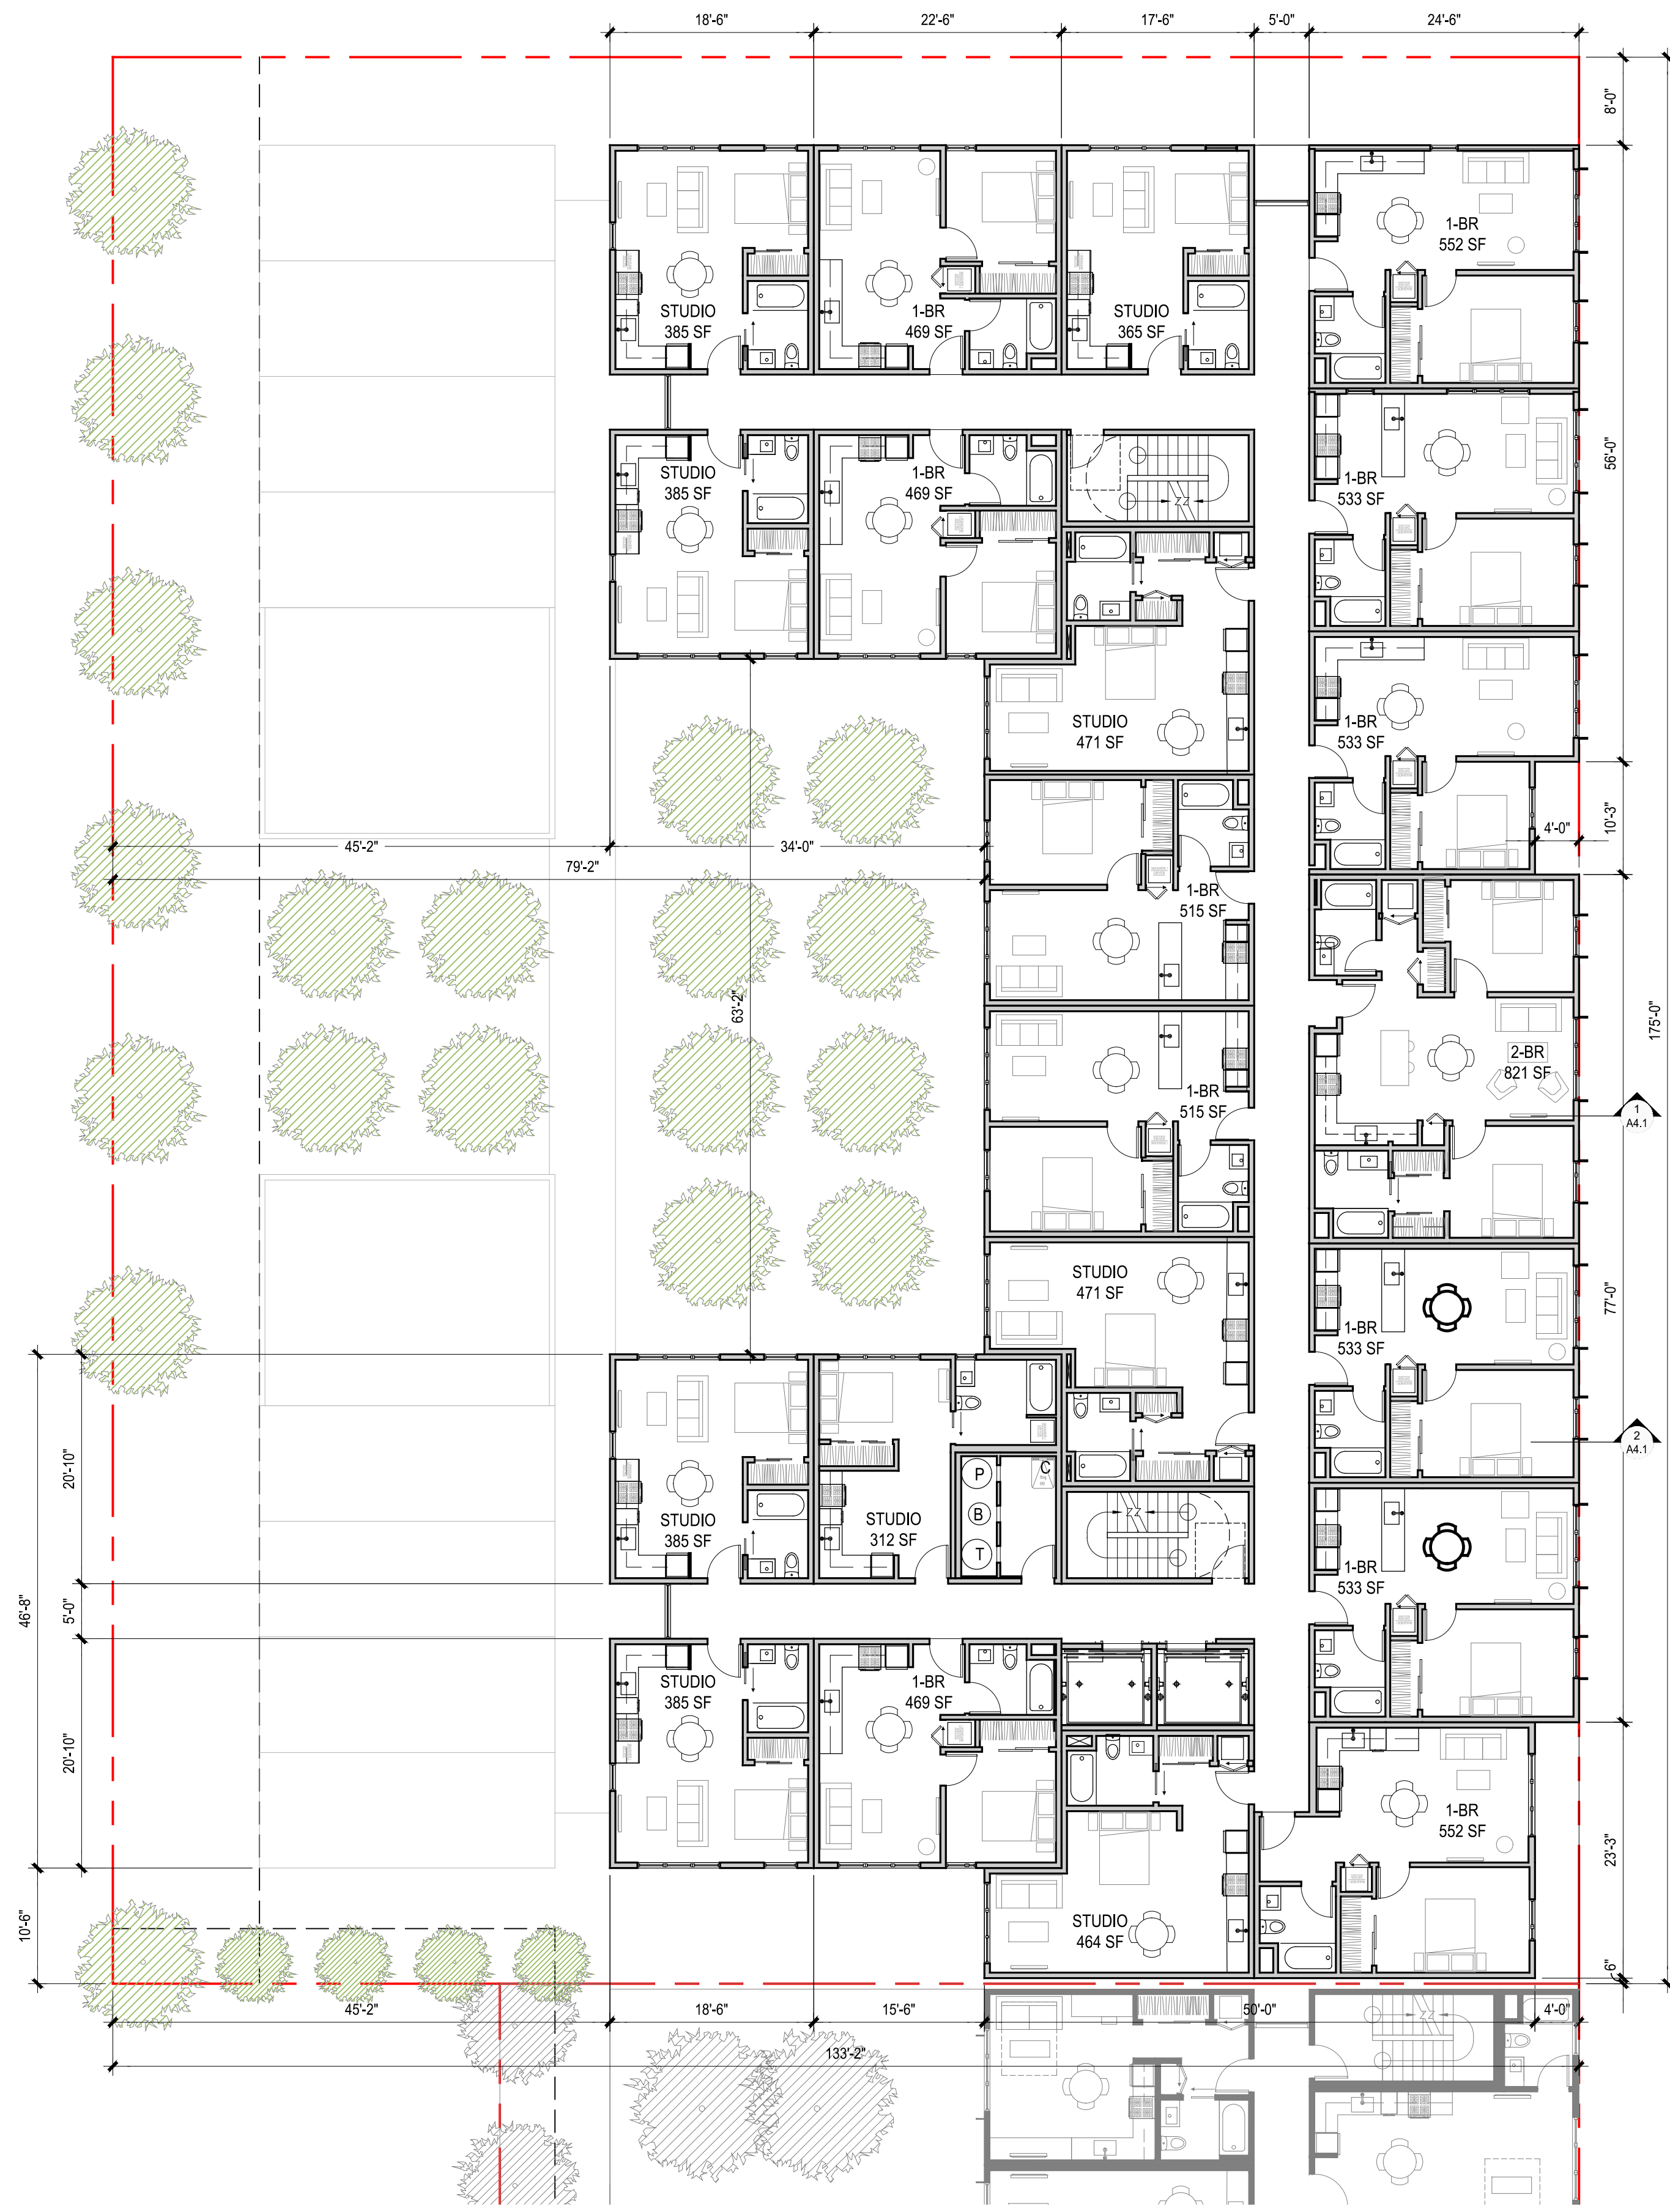 18'-6"
22'-6"
17'-6"
5'-0"
24'-6"
8'-0"
1-BR
552 SF
STUDIO
385 SF
1-BR
469 SF
STUDIO
365 SF
56'-0"
STUDIO
385 SF
1-BR
469 SF
1-BR
533 SF
STUDIO
471 SF
1-BR
533 SF
10'-3"
4'-0"
45'-2"
34'-0"
79'-2"
1-BR
515 SF
63'-2"
175'-0"
2-BR
821 SF
1-BR
515 SF
1
A4.1
STUDIO
471 SF
77'-0"
1-BR
533 SF
2
A4.1
20'-10"
P
C
B
T
STUDIO
385 SF
STUDIO
312 SF
1-BR
533 SF
46'-8"
5'-0"
STUDIO
385 SF
1-BR
469 SF
20'-10"
1-BR
552 SF
23'-3"
10'-6"
STUDIO
464 SF
6"
45'-2"
18'-6"
15'-6"
50'-0"
4'-0"
133'-2"